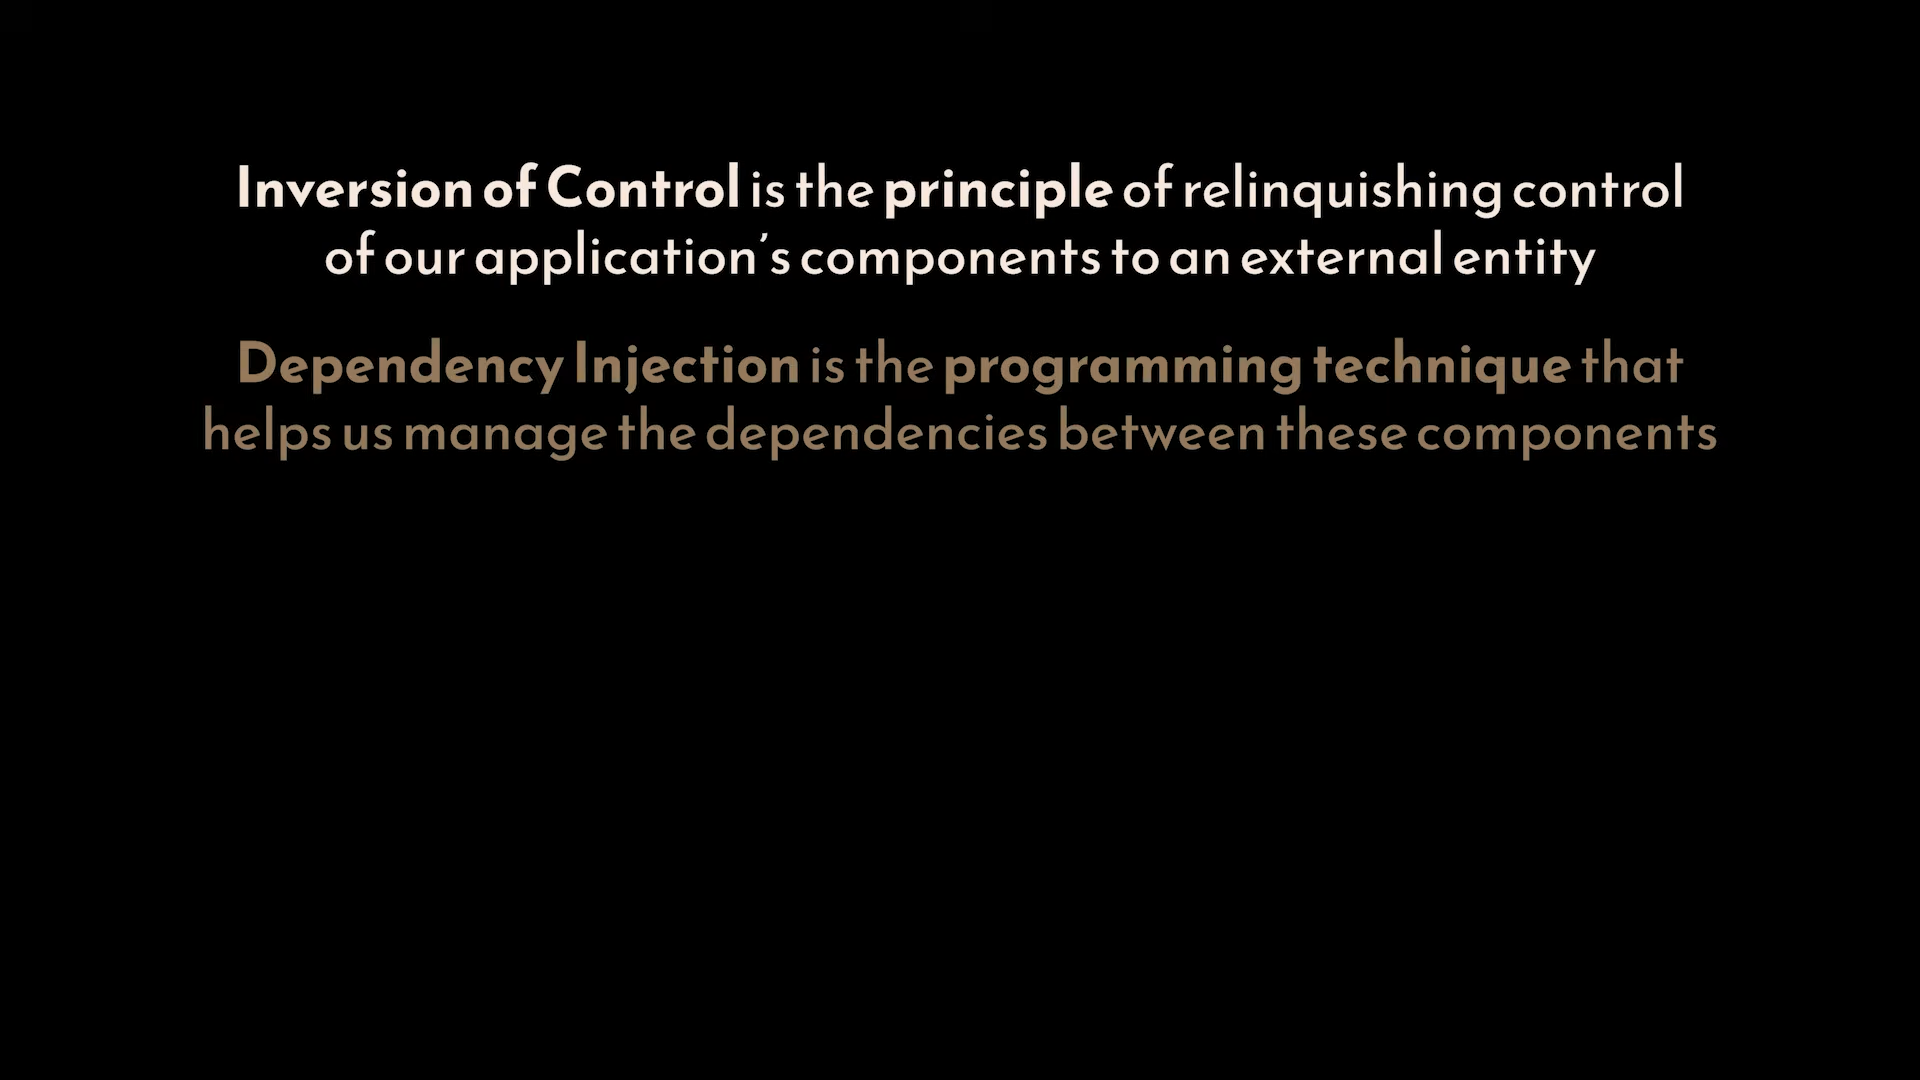 Inversion of Control is the principle of relinquishing control
of our application’s components to an external entity
Dependency Injection is the programming technique that
helps us manage the dependencies between these components